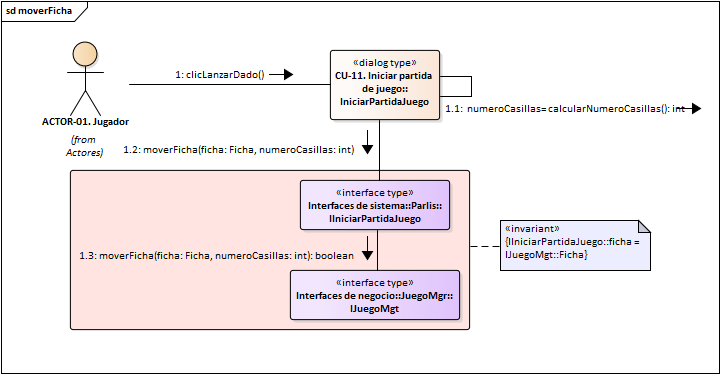 sd moverFicha
«dialog type»
CU-11. Iniciar partida
de juego::
IniciarPartidaJuego
1: clicLanzarDado()
1.1: numeroCasillas= calcularNumeroCasillas(): int
ACTOR-01. Jugador
(from
Actores)
1.2: moverFicha(ficha: Ficha, numeroCasillas: int)
«interface type»
Interfaces de sistema::Parlis::
IIniciarPartidaJuego
«invariant»
{IIniciarPartidaJuego::ficha =
IJuegoMgt::Ficha}
1.3: moverFicha(ficha: Ficha, numeroCasillas: int): boolean
«interface type»
Interfaces de negocio::JuegoMgr::
IJuegoMgt